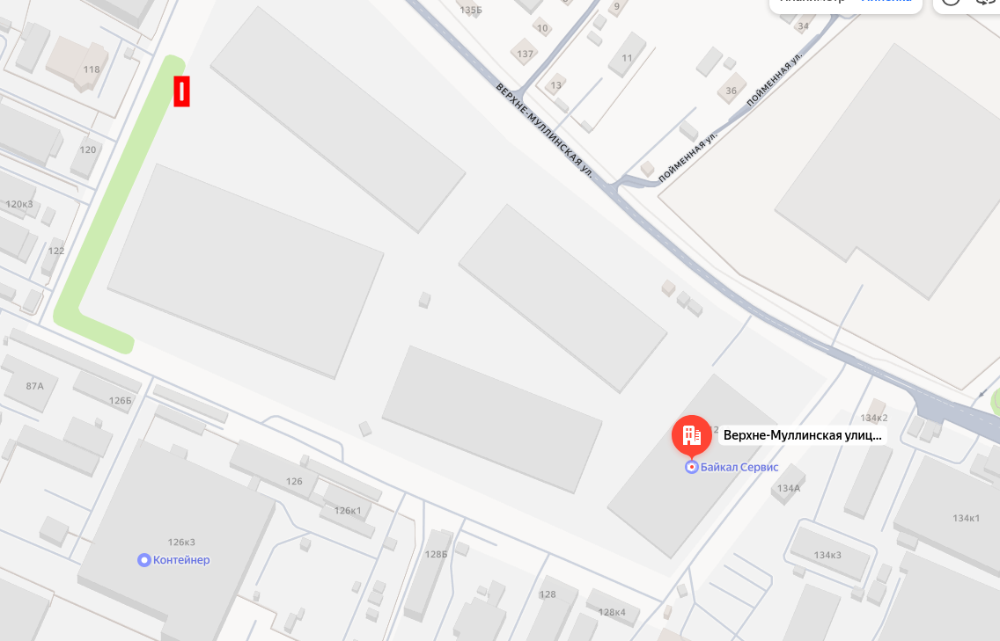 135Б
9
10
34
137
11
118
13
36
ПОЙМЕННАЯ ул.
ВЕРХНЕ-МУЛЛИНСКАЯ ул.
120
ПОЙМЕННАЯ ул.
120к3
122
87А
126Б
134к2
Верхне-Муллинская улиц...
Байкал Сервис
126
134А
126к1
134к1
126к3
Контейнер
128Б
134к3
128
128к4